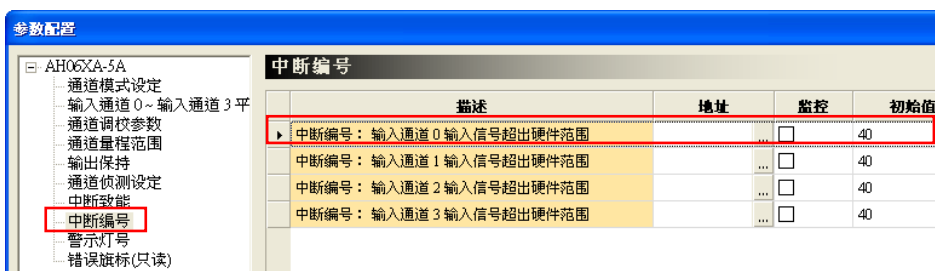 参数配置
AH06XA-5A
通道模式设定
输入通道 0 ~ 输入通道 3 平
通道调校参数
通道量程范围
输出保持
通道侦测设定
中断致能
中断编号
警示灯号
错误旗标(只读)
中断编号
描述 地址 监控 初始值
中断编号： 输入通道 0 输入信号超出硬件范围 ... 40
中断编号： 输入通道 1 输入信号超出硬件范围 ... 40
中断编号： 输入通道 2 输入信号超出硬件范围 ... 40
中断编号： 输入通道 3 输入信号超出硬件范围 ... 40